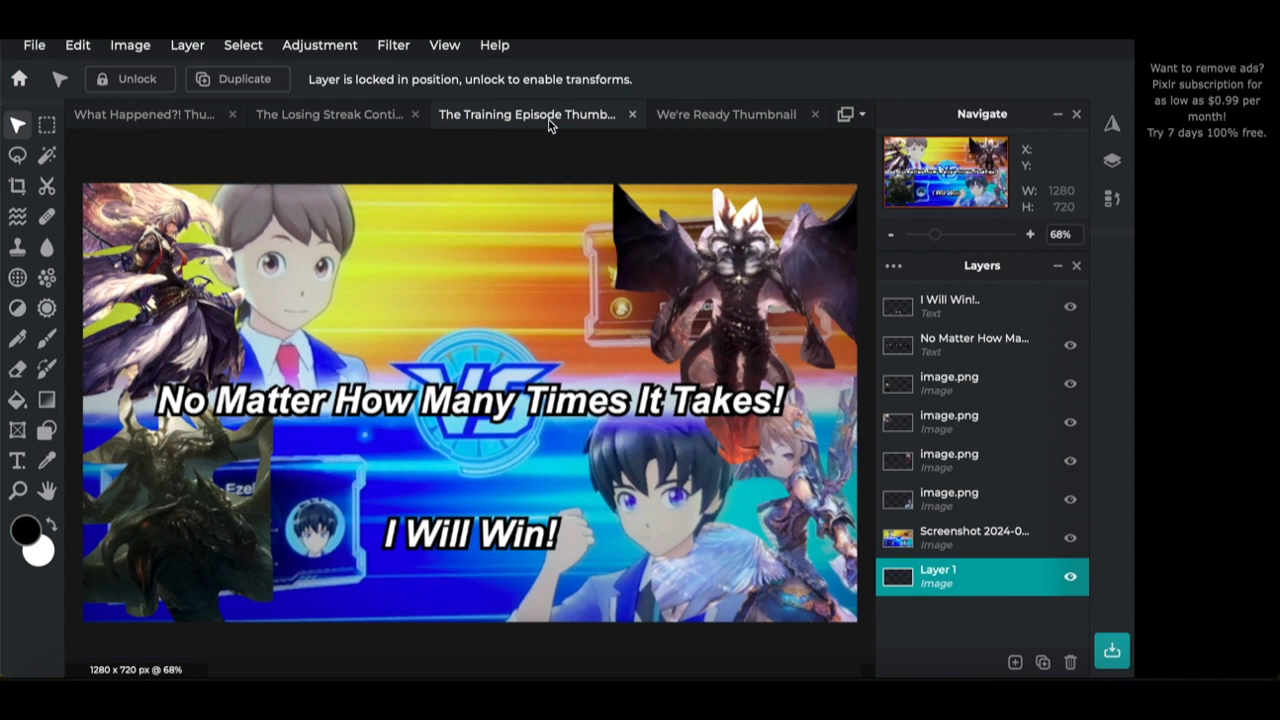 File Edit Image Layer Select Adjustment Filter View Help
Unlock Duplicate Layer is locked in position, unlock to enable transforms.
Want to remove ads?
Pixlr subscription for
as low as $0.99 per
month!
Try 7 days 100% free.
What Happened?! Thu... The Losing Streak Conti... The Training Episode Thumb... We're Ready Thumbnail
Navigate
X:
Y:
W: 1280
H: 720
68%
Layers
I Will Win!..
Text
No Matter How Ma...
Text
image.png
Image
image.png
Image
image.png
Image
image.png
Image
Screenshot 2024-0...
Image
Layer 1
Image
VS
No Matter How Many Times It Takes!
Ezel
I Will Win!
1280 x 720 px @ 68%